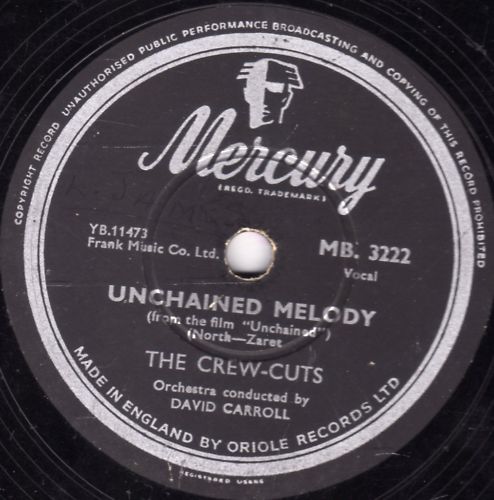 COPYRIGHT RECORD UNAUTHORISED PUBLIC PERFORMANCE BROADCASTING AND COPYING OF THIS RECORD PROHIBITED
Mercury
(REGD. TRADEMARK)
YB.11473
Frank Music Co. Ltd.
MB. 3222
Vocal
UNCHAINED MELODY
(from the film "Unchained")
(North—Zaret
THE CREW-CUTS
Orchestra conducted by
DAVID CARROLL
MADE IN ENGLAND BY ORIOLE RECORDS LTD
REGISTERED USERS